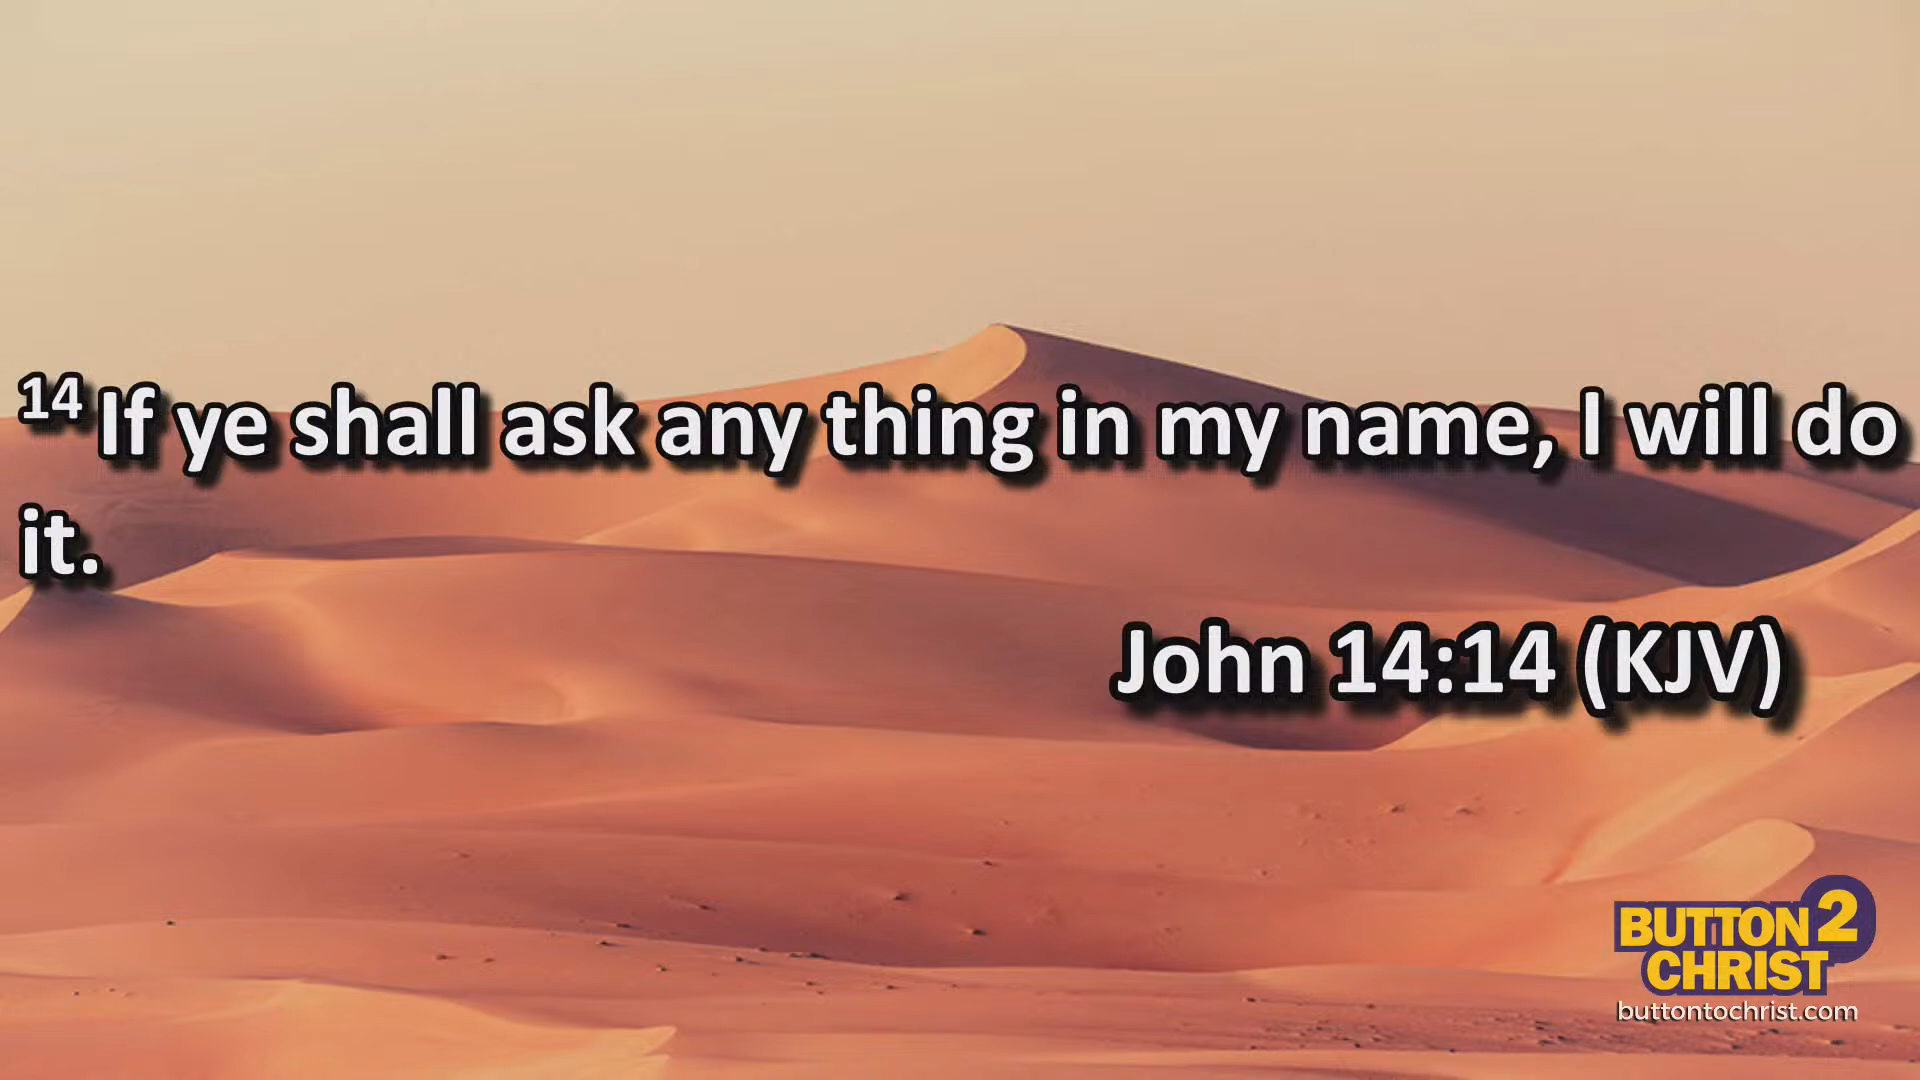 14 If ye shall ask any thing in my name, I will do
it.
John 14:14 (KJV)
BUTTON 2
CHRIST
buttontochrist.com